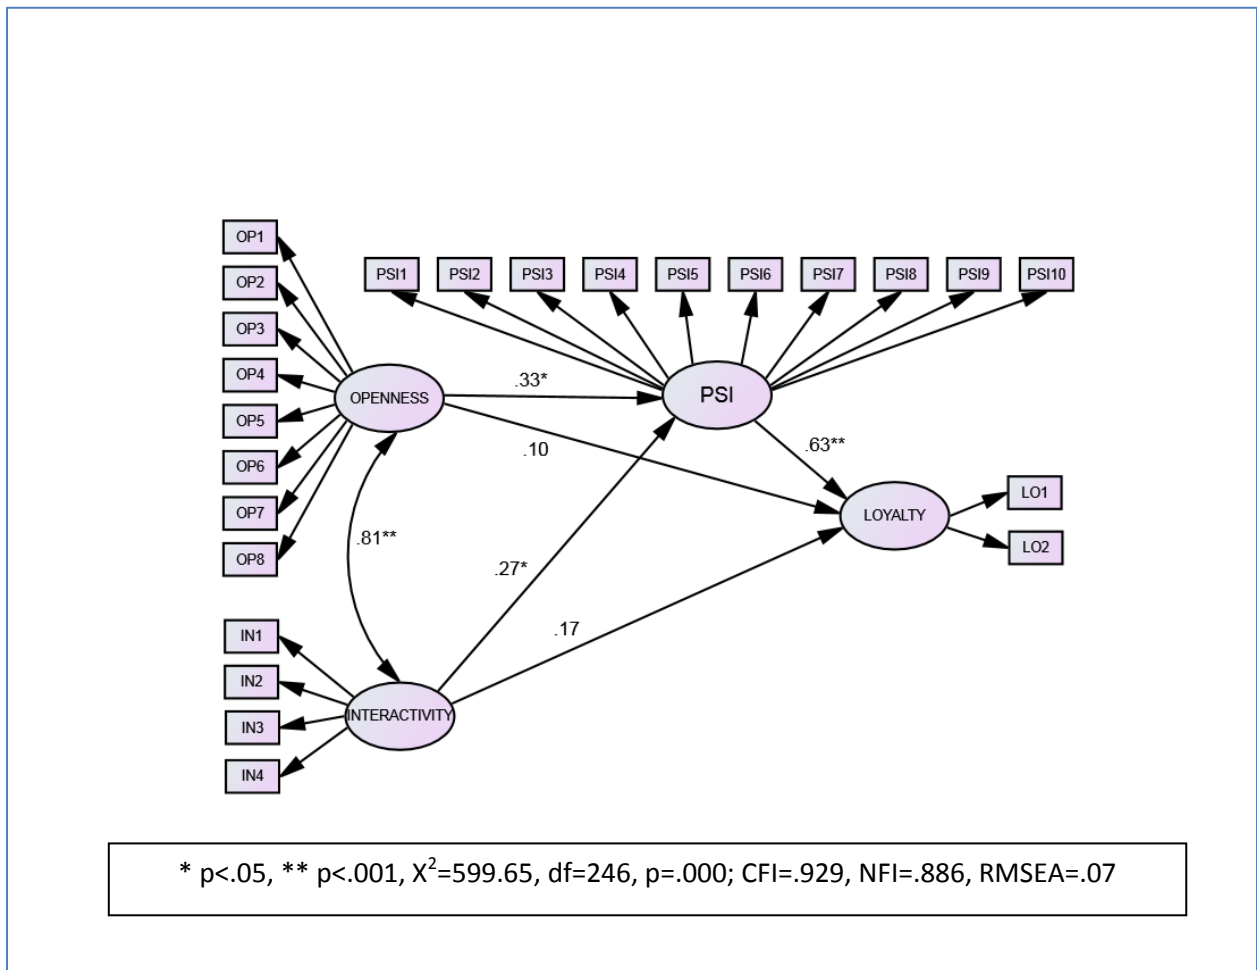 OP1
OP2
OP3
OP4
OP5
OP6
OP7
OP8
PSI1 PSI2 PSI3 PSI4 PSI5 PSI6 PSI7 PSI8 PSI9 PSI10
OPENNESS
.33*
PSI
.10
.63**
LOYALTY
LO1
LO2
.81**
.27*
.17
IN1
IN2
IN3
IN4
INTERACTIVITY
* p<.05, ** p<.001, X²=599.65, df=246, p=.000; CFI=.929, NFI=.886, RMSEA=.07